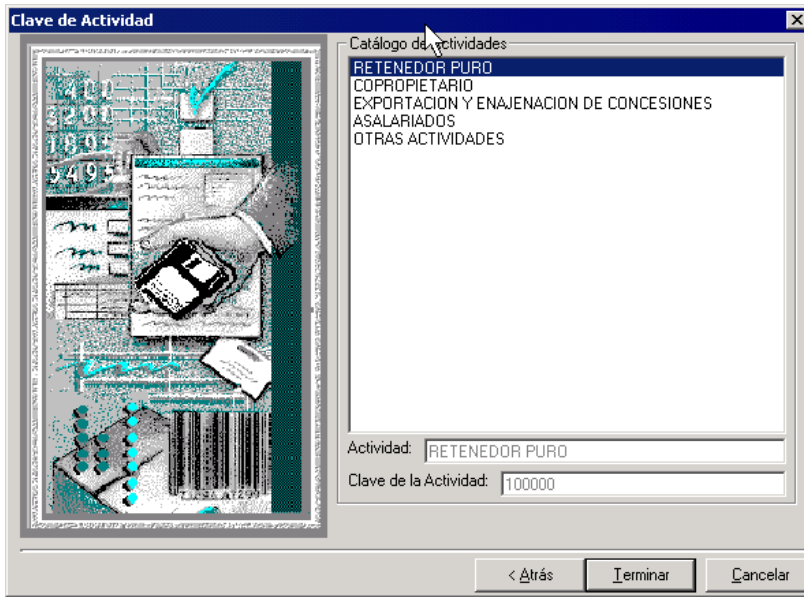 Clave de Actividad
Catálogo de Actividades
RETENEDOR PURO
COPROPIETARIO
EXPORTACION Y ENAJENACION DE CONCESIONES
ASALARIADOS
OTRAS ACTIVIDADES
Actividad: RETENEDOR PURO
Clave de la Actividad: 100000
< Atrás
Terminar
Cancelar